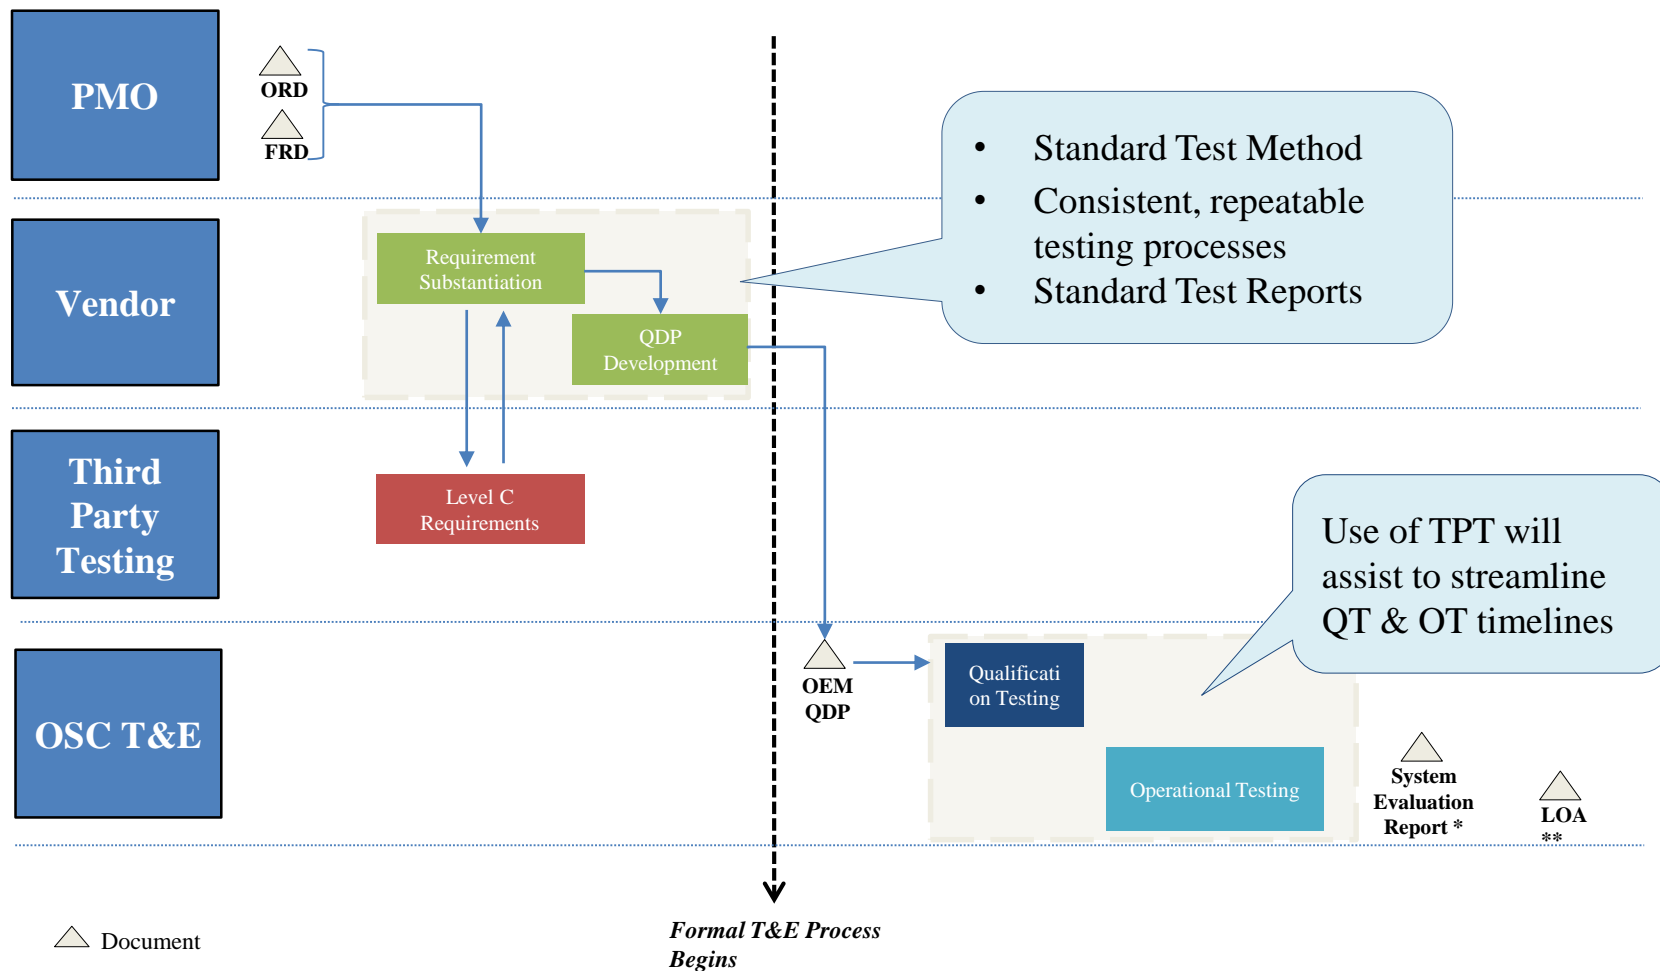 PMO
ORD
FRD
• Standard Test Method
• Consistent, repeatable
testing processes
• Standard Test Reports
Vendor
Requirement
Substantiation
QDP
Development
Third
Party
Testing
Level C
Requirements
Use of TPT will
assist to streamline
QT & OT timelines
OSC T&E
OEM
QDP
Qualificati
on Testing
Operational Testing
System
Evaluation
Report *
LOA
**
Document
Formal T&E Process
Begins